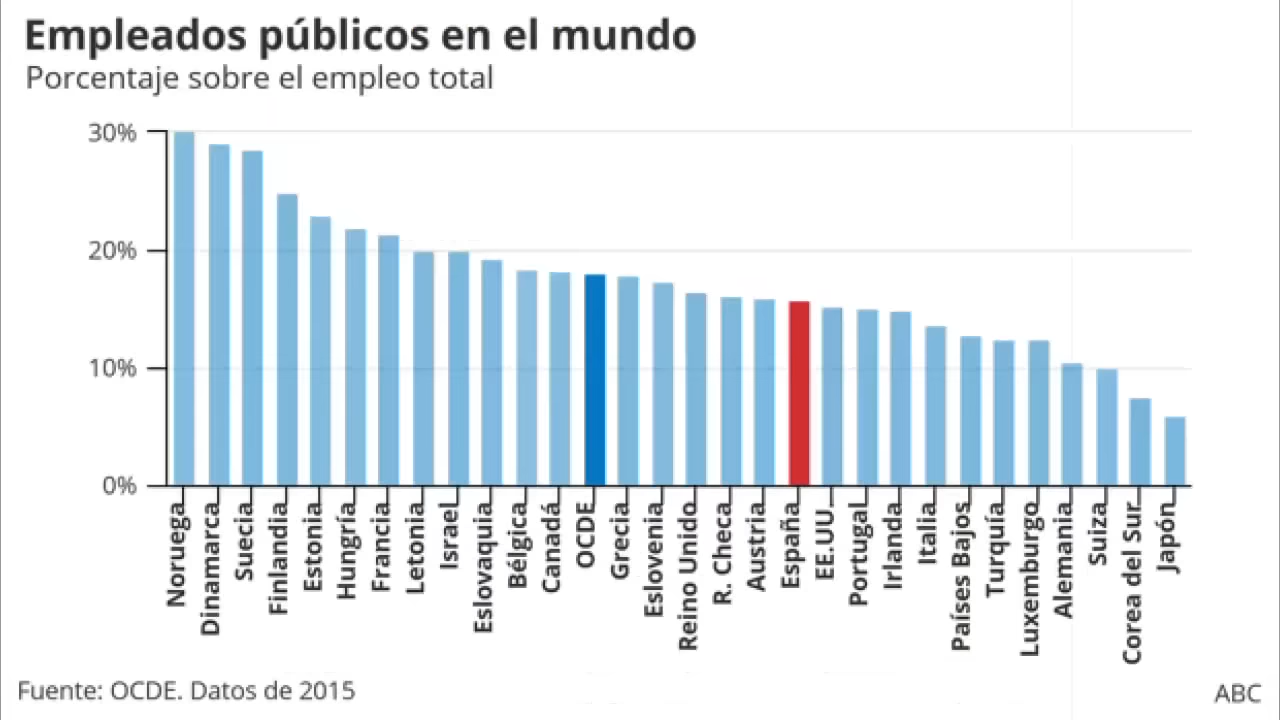 Empleados públicos en el mundo
Porcentaje sobre el empleo total
30%
20%
10%
0%
Noruega
Dinamarca
Suecia
Finlandia
Estonia
Hungría
Francia
Letonia
Israel
Eslovaquia
Bélgica
Canadá
OCDE
Grecia
Eslovenia
Reino Unido
R. Checa
Austria
España
EE.UU.
Portugal
Irlanda
Italia
Países Bajos
Turquía
Luxemburgo
Alemania
Suiza
Corea del Sur
Japón
Fuente: OCDE. Datos de 2015
ABC